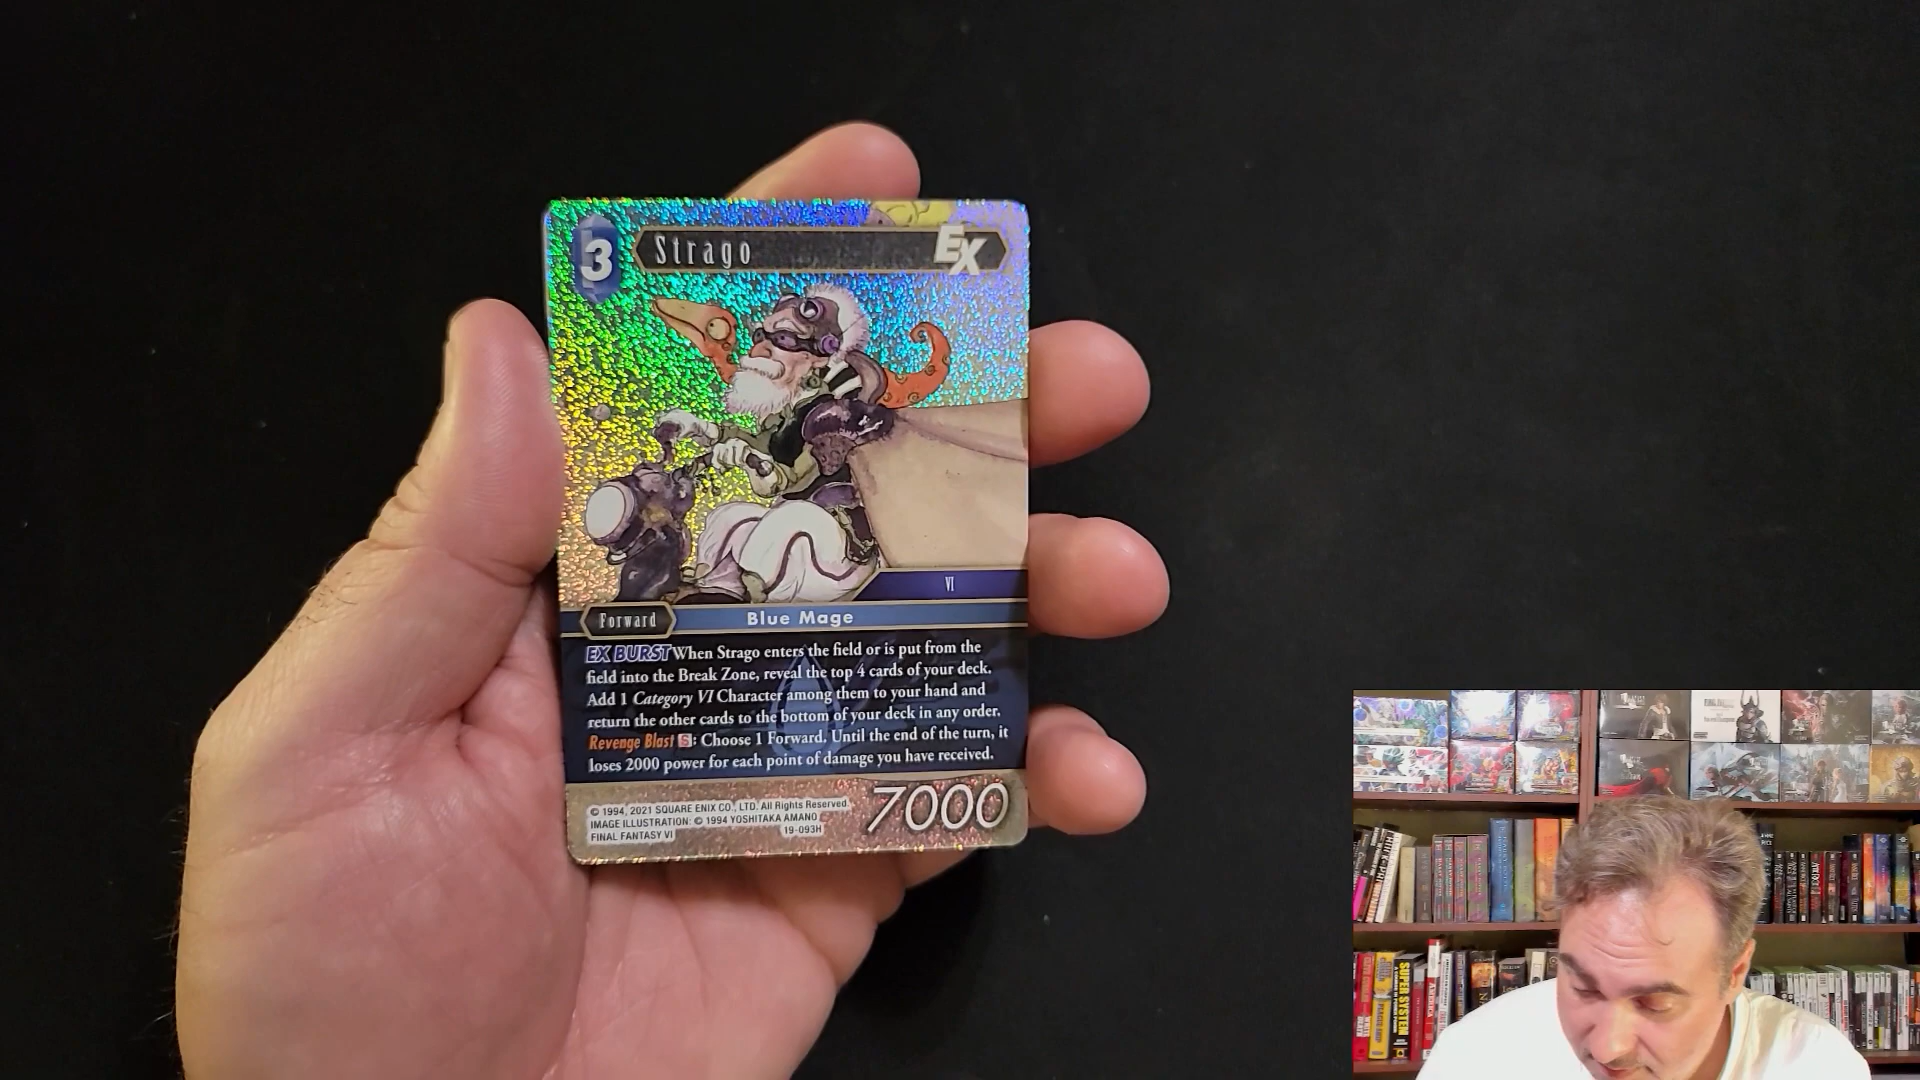 3
Strago
EX
VI
Forward
Blue Mage
EX BURST When Strago enters the field or is put from the
field into the Break Zone, reveal the top 4 cards of your deck.
Add 1 Category VI Character among them to your hand and
return the other cards to the bottom of your deck in any order.
Revenge Blast S: Choose 1 Forward. Until the end of the turn, it
loses 2000 power for each point of damage you have received.
© 1994, 2021 SQUARE ENIX CO., LTD. All Rights Reserved.
IMAGE ILLUSTRATION: © 1994 YOSHITAKA AMANO
FINAL FANTASY VI
19-093H
7000
SUPER SYSTEM